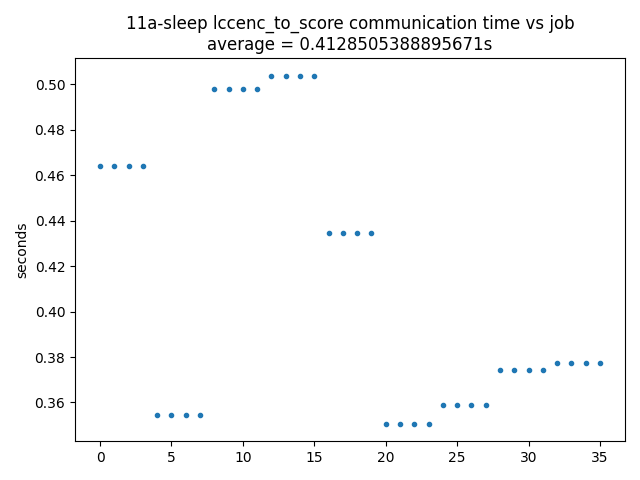 11a-sleep lccenc_to_score communication time vs job
average = 0.4128505388895671s
0.50
0.48
0.46
0.44
0.42
0.40
0.38
0.36
seconds
0 5 10 15 20 25 30 35